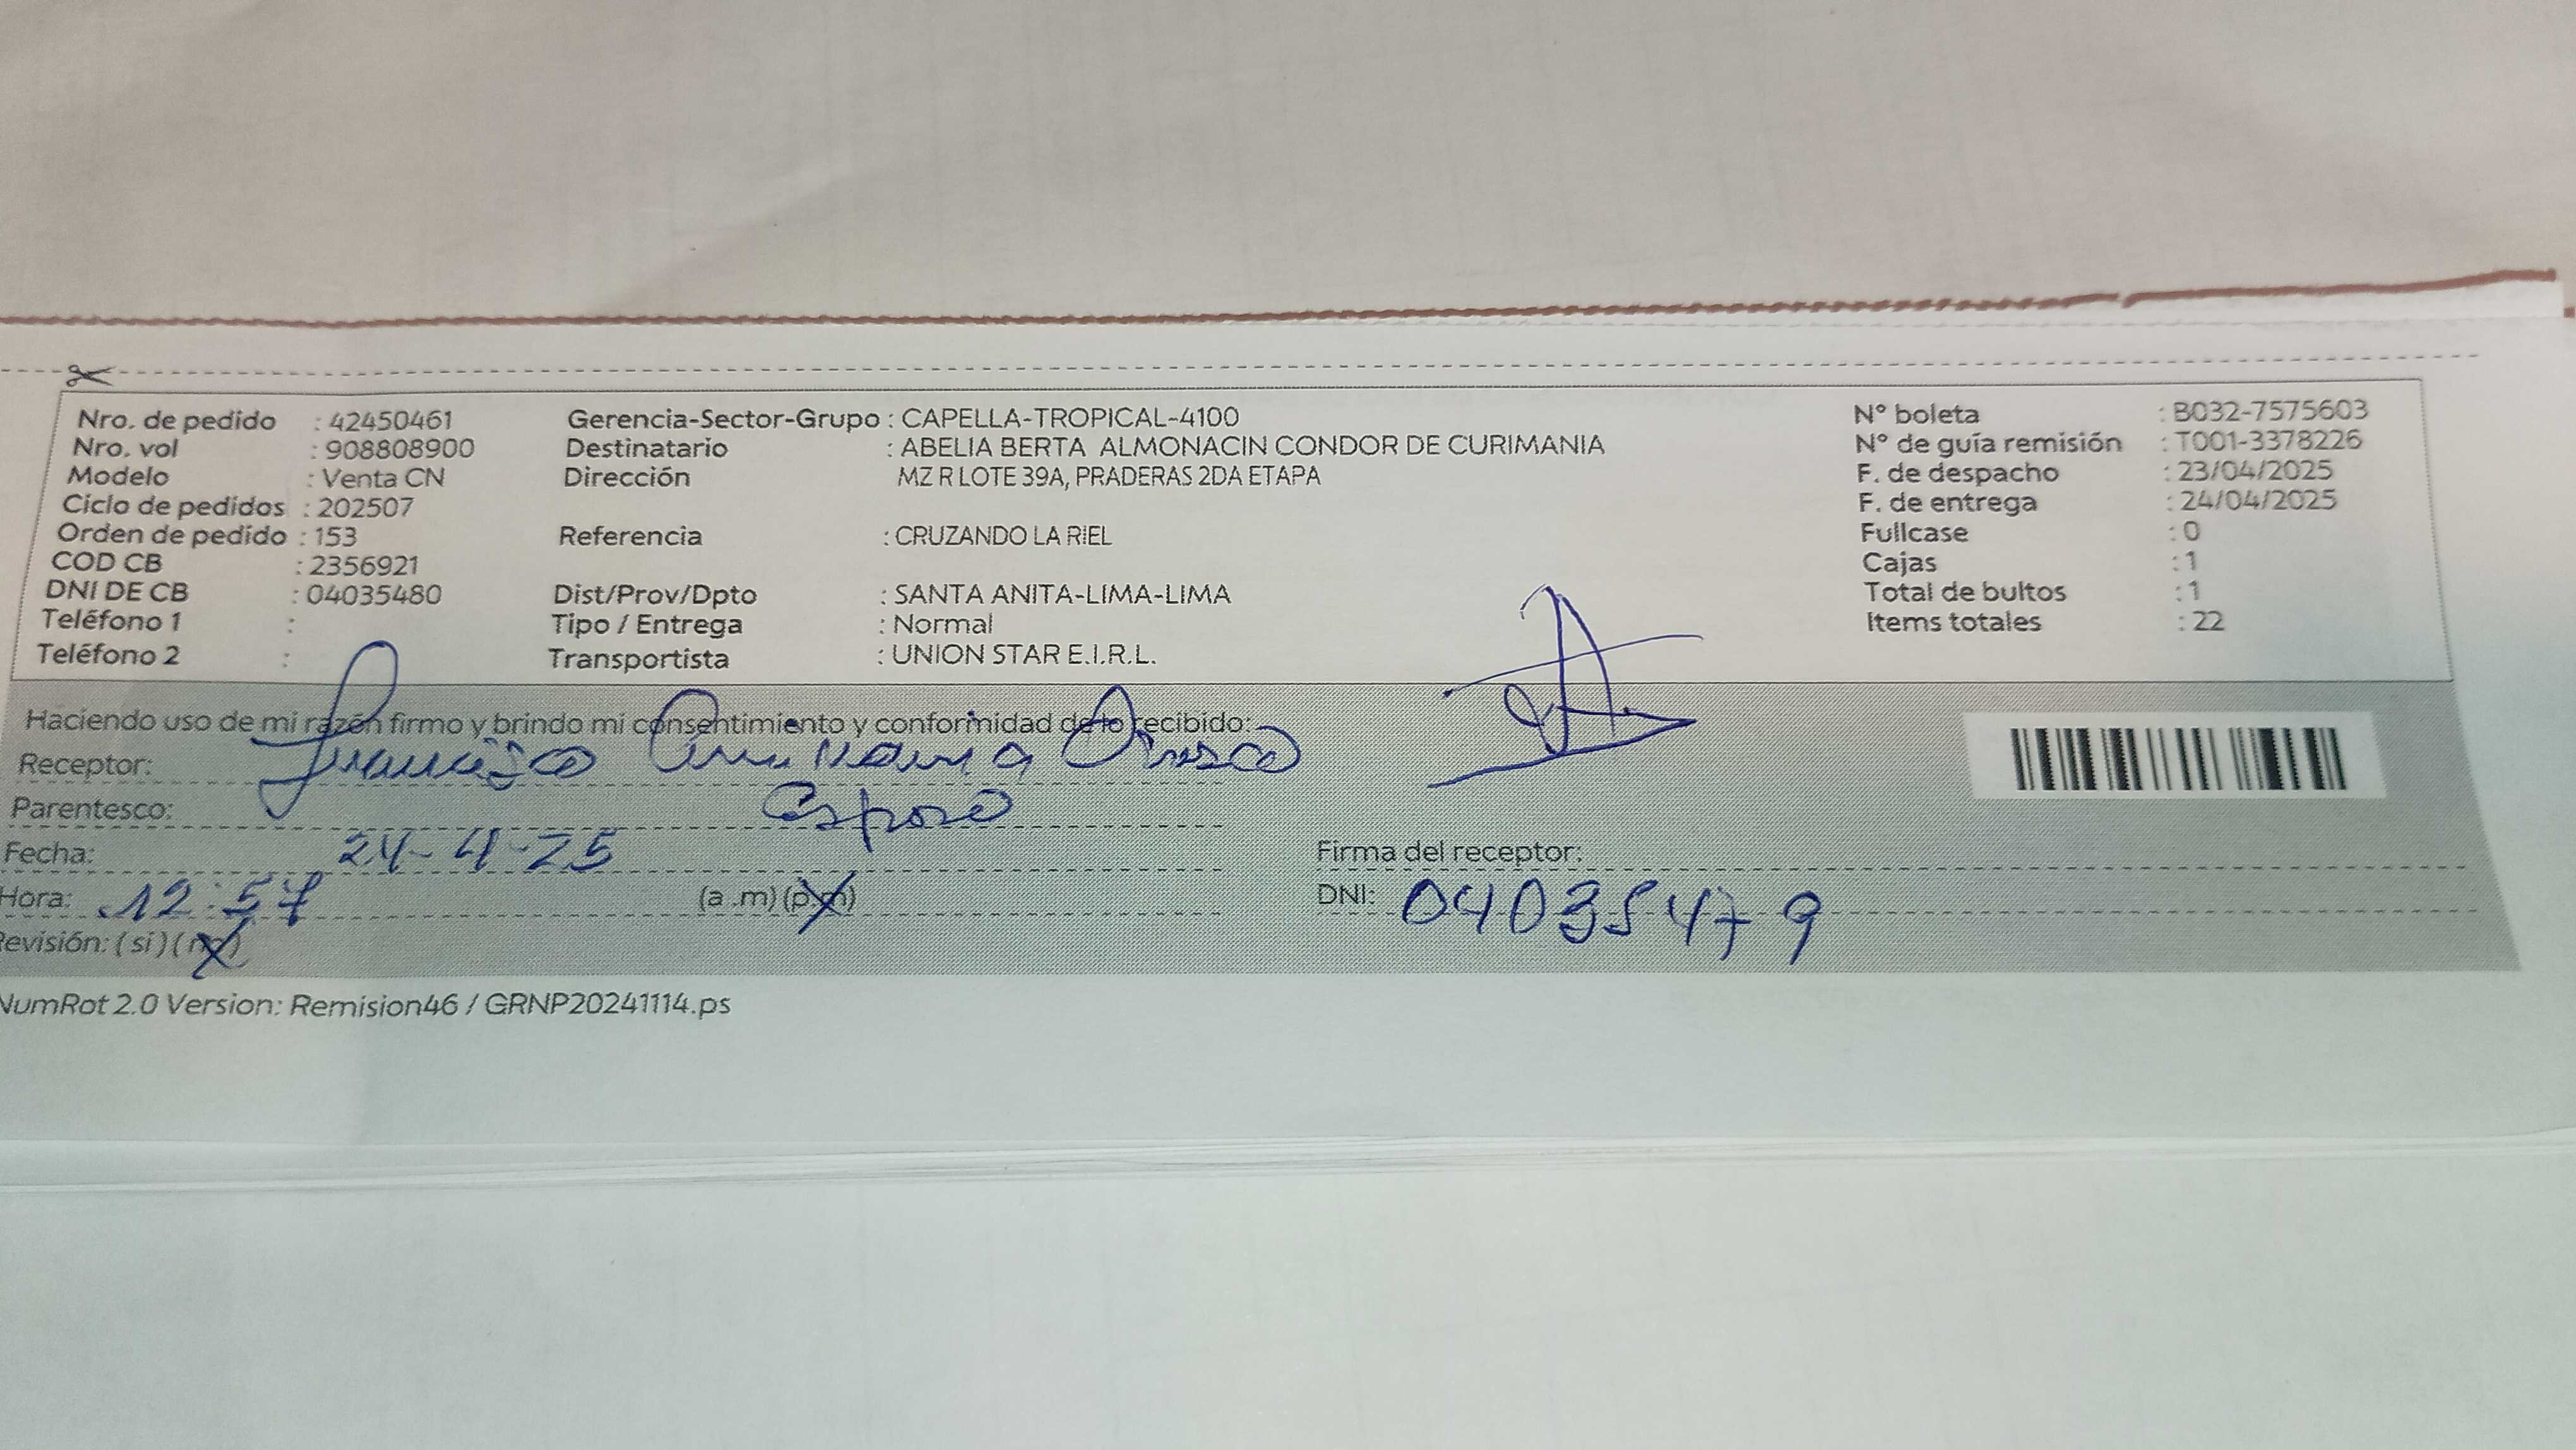 Nro. de pedido : 42450461 Gerencia-Sector-Grupo : CAPELLA-TROPICAL-4100 N° boleta : B032-7575603
Nro. vol : 908808900 Destinatario : ABELIA BERTA ALMONACIN CONDOR DE CURIMANIA N° de guía remisión : T001-3378226
Modelo : Venta CN Dirección MZ R LOTE 39A, PRADERAS 2DA ETAPA F. de despacho : 23/04/2025
Ciclo de pedidos : 202507 F. de entrega : 24/04/2025
Orden de pedido : 153 Referencia : CRUZANDO LA RIEL Fullcase : 0
COD CB : 2356921 Cajas : 1
DNI DE CB : 04035480 Dist/Prov/Dpto : SANTA ANITA-LIMA-LIMA Total de bultos : 1
Teléfono 1 : Tipo / Entrega : Normal Items totales : 22
Teléfono 2 : Transportista : UNION STAR E.I.R.L.
Haciendo uso de mi razón firmo y brindo mi consentimiento y conformidad de lo recibido:
Receptor: Francisco
Parentesco: Esposo
Fecha: 24-4-25 Firma del receptor:
Hora: 12:57 (a.m) (p.m) DNI: 04035479
Revisión: (si) (no)
NumRot 2.0 Version: Remision46 / GRNP20241114.ps